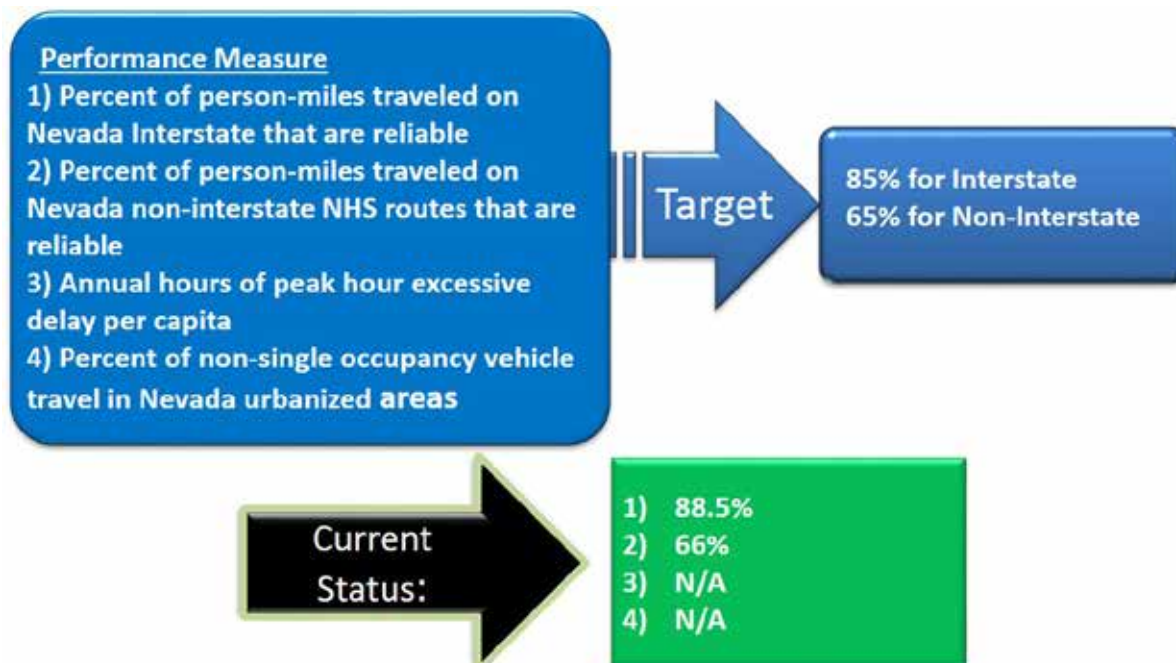 Performance Measure
1) Percent of person-miles traveled on
Nevada Interstate that are reliable
2) Percent of person-miles traveled on
Nevada non-interstate NHS routes that are
reliable
3) Annual hours of peak hour excessive
delay per capita
4) Percent of non-single occupancy vehicle
travel in Nevada urbanized areas
Target
85% for Interstate
65% for Non-Interstate
Current
Status:
1) 88.5%
2) 66%
3) N/A
4) N/A